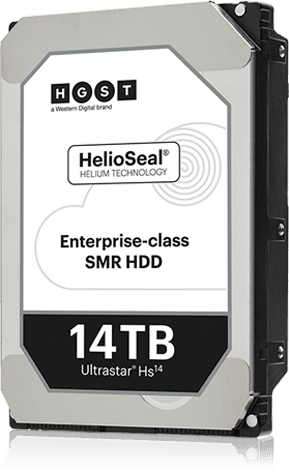 HGST
a Western Digital brand
HelioSeal®
HELIUM TECHNOLOGY
Enterprise-class
SMR HDD
14TB
Ultrastar® Hs14